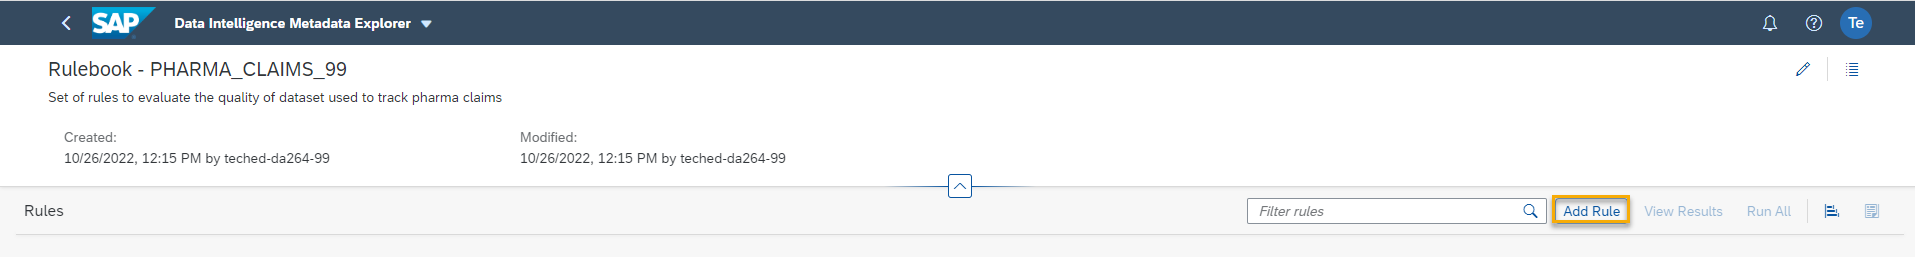 SAP Data Intelligence Metadata Explorer Te
Rulebook - PHARMA_CLAIMS_99
Set of rules to evaluate the quality of dataset used to track pharma claims
Created: Modified:
10/26/2022, 12:15 PM by teched-da264-99 10/26/2022, 12:15 PM by teched-da264-99
Rules Filter rules Add Rule View Results Run All